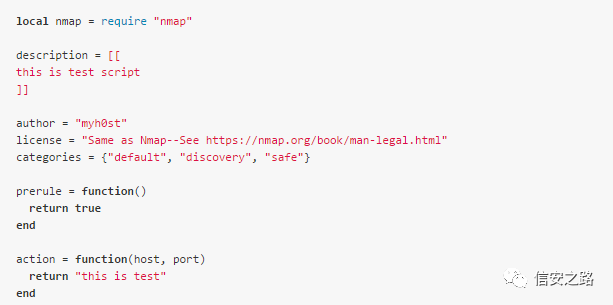 local nmap = require "nmap"
description = [[
this is test script
]]
author = "myh0st"
license = "Same as Nmap--See https://nmap.org/book/man-legal.html"
categories = {"default", "discovery", "safe"}
prerule = function()
  return true
end
action = function(host, port)
  return "this is test"
end
信安之路